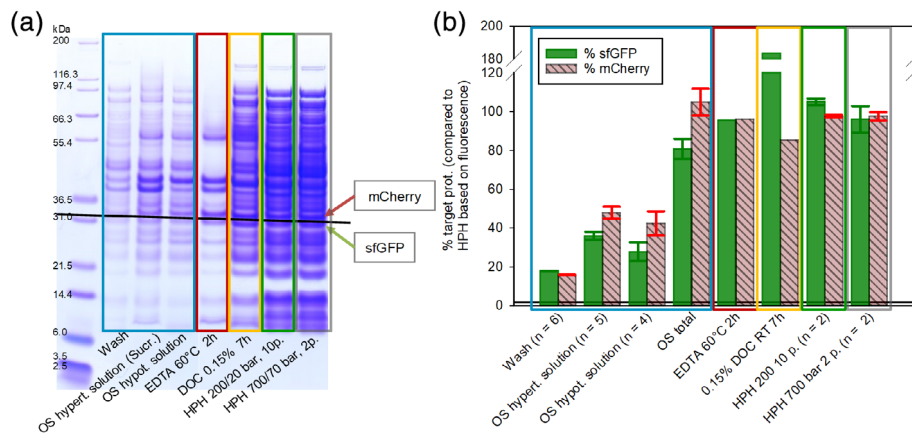 (a)
kDa
200
116.3
97.4
66.3
55.4
36.5
31.0
21.5
14.4
6.0
3.5
2.5
mCherry
sfGFP
Wash
OS hypert. solution (Sucr.)
OS hypot. solution
EDTA 60°C 2h
DOC 0.15% 7h
HPH 200/20 bar, 10p.
HPH 700/70 bar, 2p.
(b)
% target prot. (compared to
HPH based on fluorescence)
200
180
120
100
80
60
40
20
0
% sfGFP
% mCherry
Wash (n = 6)
OS hypert. solution (n = 5)
OS hypot. solution (n = 4)
OS total
EDTA 60°C 2h
0.15% DOC RT 7h
HPH 200 10 p. (n = 2)
HPH 700 bar 2 p. (n = 2)